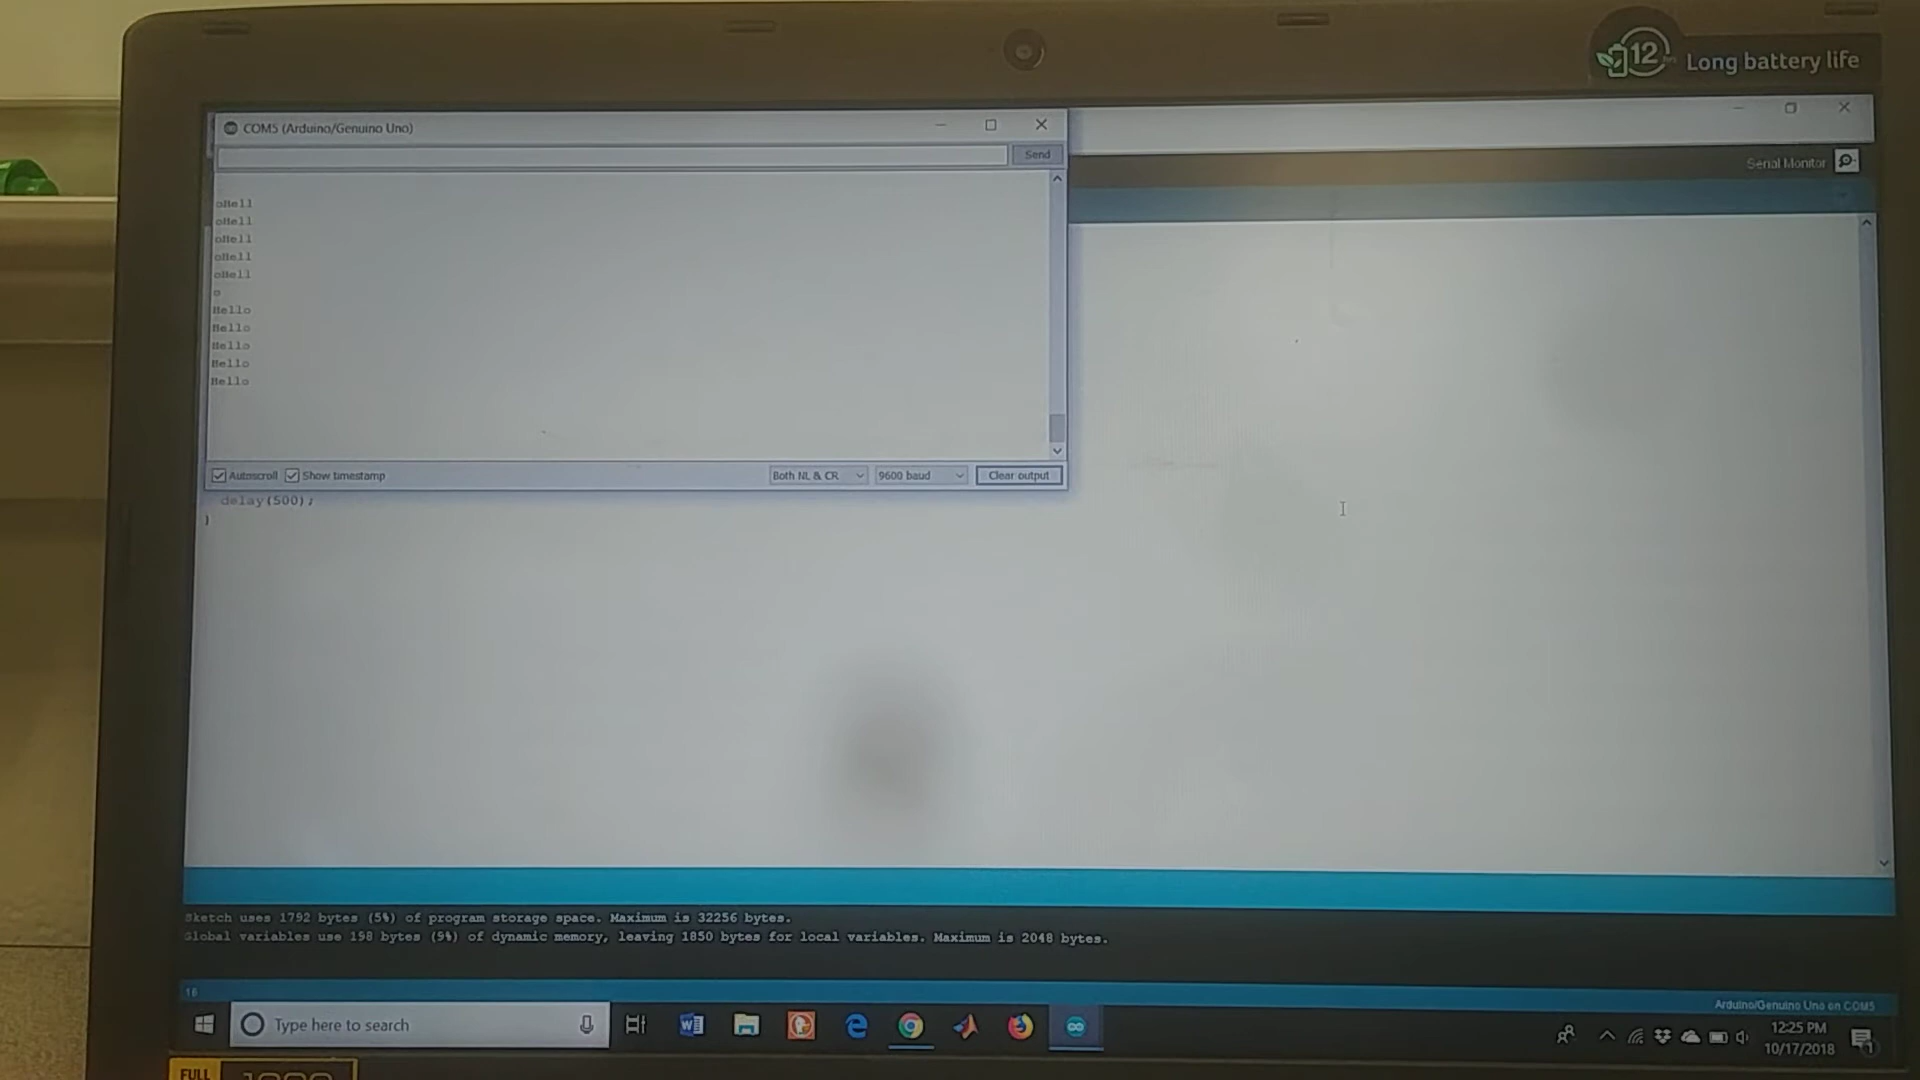 12 Long battery life
COM5 (Arduino/Genuino Uno)
Send
Serial Monitor
oHell
oHell
oHell
oHell
oHell
o
Hello
Hello
Hello
Hello
Hello
Autoscroll Show timestamp Both NL & CR 9600 baud Clear output
delay(500);
}
Sketch uses 1792 bytes (5%) of program storage space. Maximum is 32256 bytes.
Global variables use 198 bytes (9%) of dynamic memory, leaving 1850 bytes for local variables. Maximum is 2048 bytes.
16
Arduino/Genuino Uno on COM5
Type here to search
12:25 PM
10/17/2018
FULL